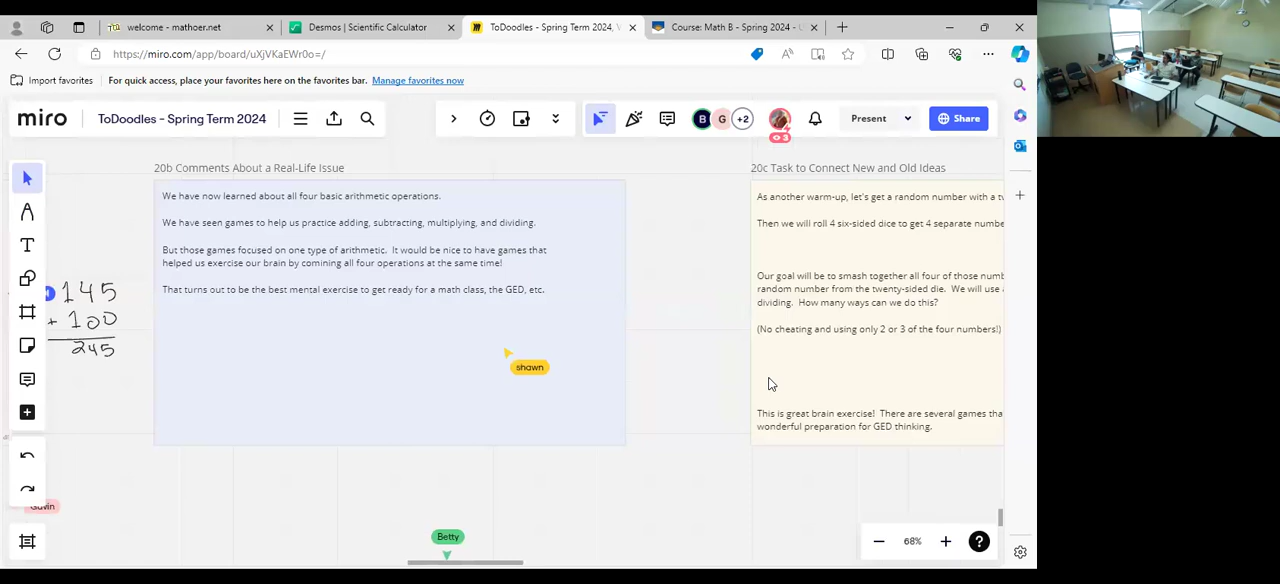 welcome - mathoer.net
Desmos | Scientific Calculator
ToDoodles - Spring Term 2024, V
Course: Math B - Spring 2024 -
https://miro.com/app/board/uXjVKaEWr0o=/
Import favorites
For quick access, place your favorites here on the favorites bar. Manage favorites now
miro
ToDoodles - Spring Term 2024
B G +2
3
Present
Share
20b Comments About a Real-Life Issue
We have now learned about all four basic arithmetic operations.
We have seen games to help us practice adding, subtracting, multiplying, and dividing.
But those games focused on one type of arithmetic. It would be nice to have games that
helped us exercise our brain by comining all four operations at the same time!
That turns out to be the best mental exercise to get ready for a math class, the GED, etc.
145
+ 100
245
shawn
Gavin
Betty
20c Task to Connect New and Old Ideas
As another warm-up, let's get a random number with a tw
Then we will roll 4 six-sided dice to get 4 separate numbe
Our goal will be to smash together all four of those numb
random number from the twenty-sided die. We will use a
dividing. How many ways can we do this?
(No cheating and using only 2 or 3 of the four numbers!)
This is great brain exercise! There are several games tha
wonderful preparation for GED thinking.
68%